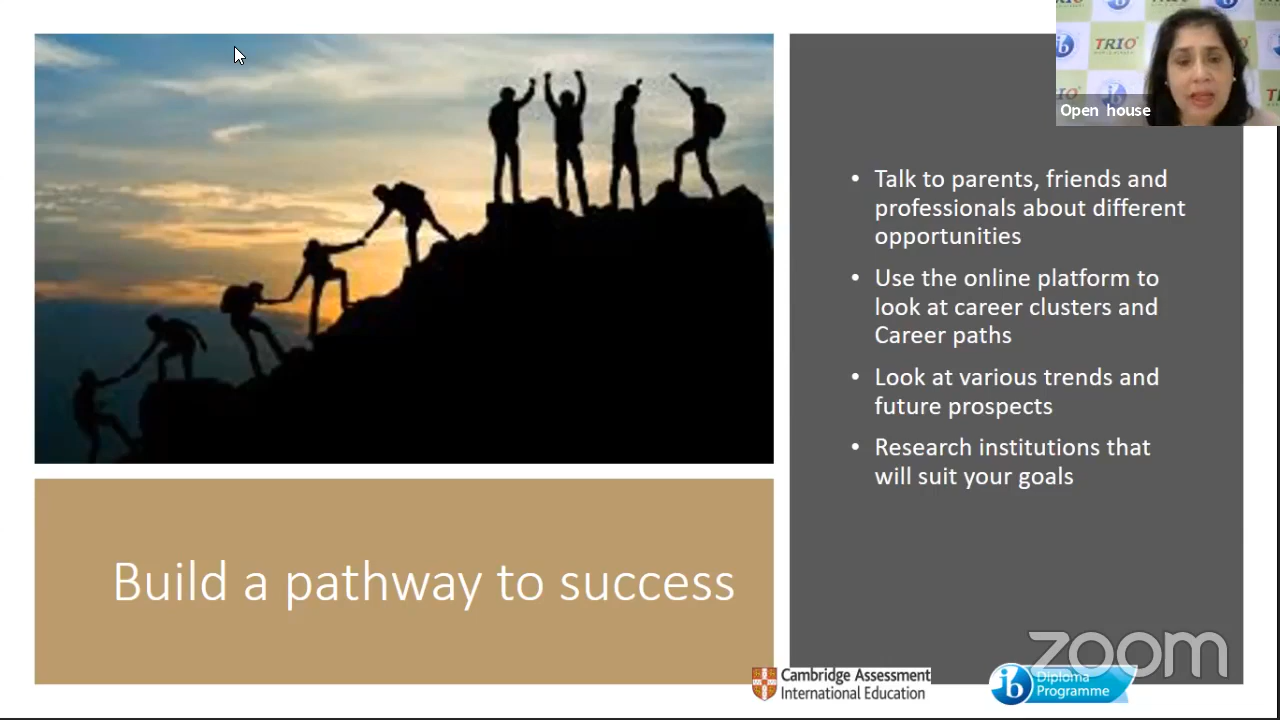 TRIO
Open house
• Talk to parents, friends and
professionals about different
opportunities
• Use the online platform to
look at career clusters and
Career paths
• Look at various trends and
future prospects
• Research institutions that
will suit your goals
Build a pathway to success
zoom
Cambridge Assessment
International Education
ib
Diploma
Programme